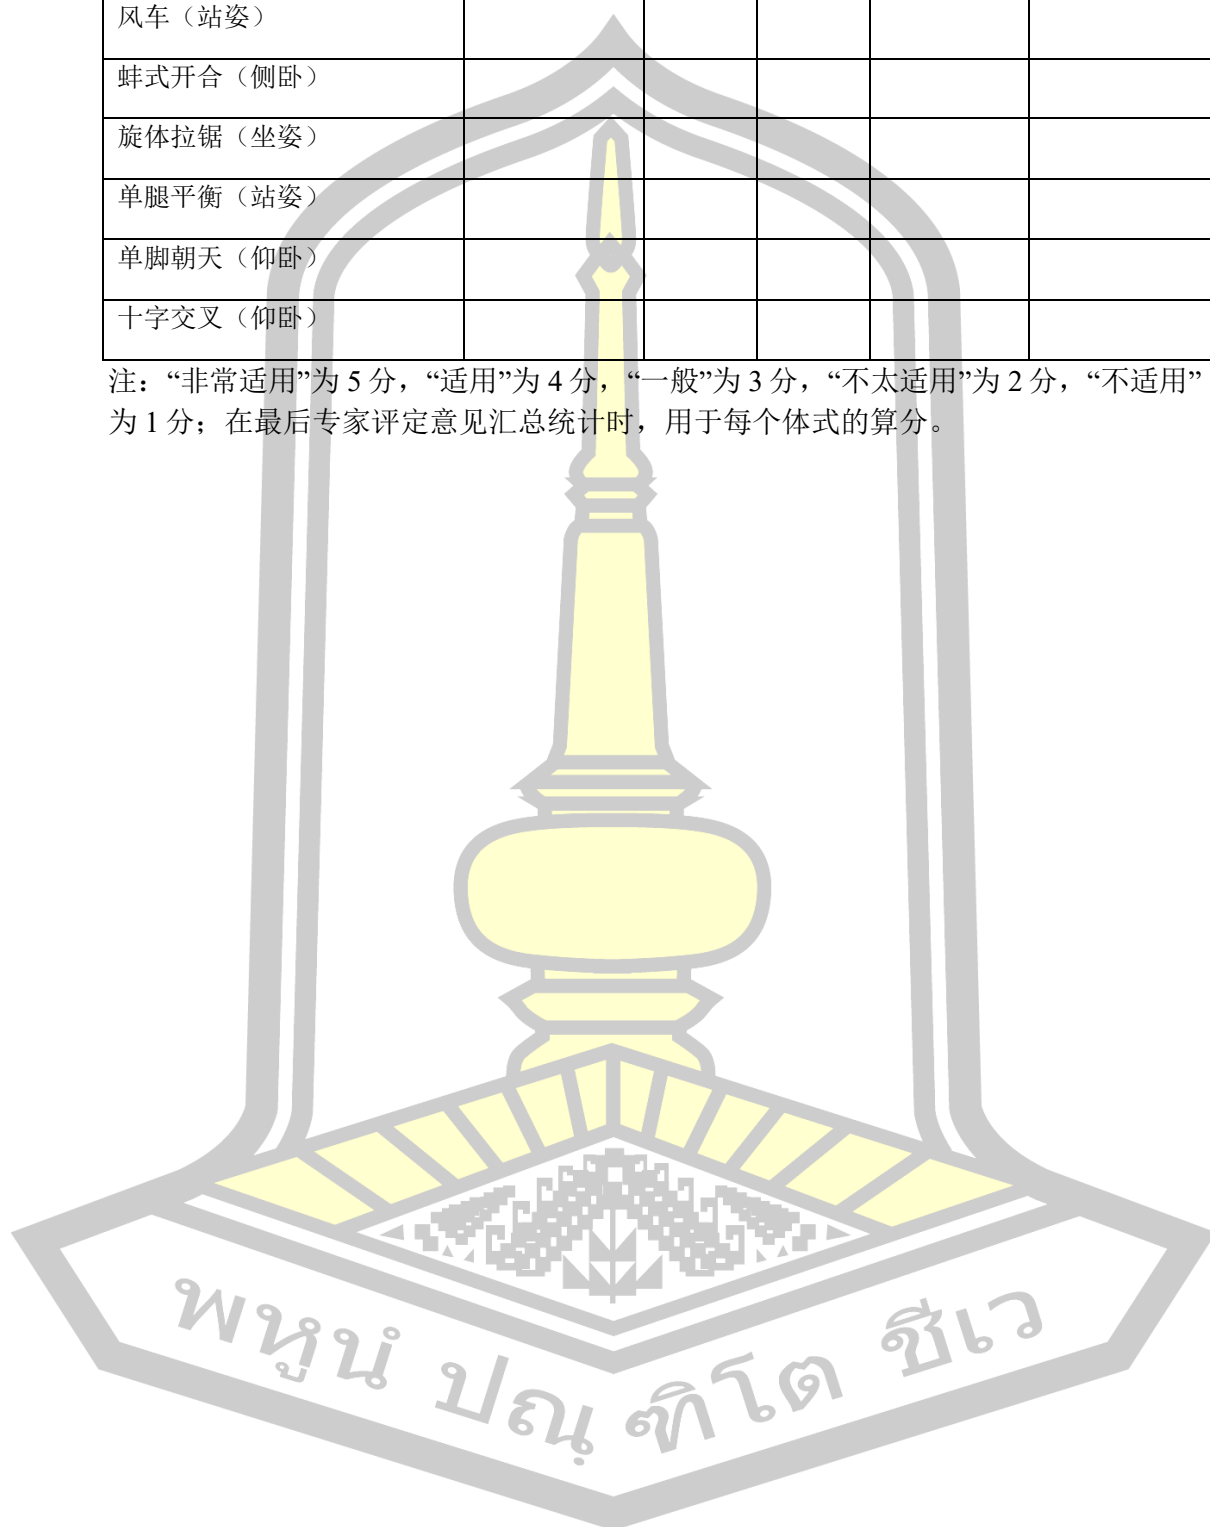 风车（站姿）
蚌式开合（侧卧）
旋体拉锯（坐姿）
单腿平衡（站姿）
单脚朝天（仰卧）
十字交叉（仰卧）
注：“非常适用”为 5 分，“适用”为 4 分，“一般”为 3 分，“不太适用”为 2 分，“不适用”
为 1 分；在最后专家评定意见汇总统计时，用于每个体式的算分。
พหูนํ ปณฺฑิโต ชีเว